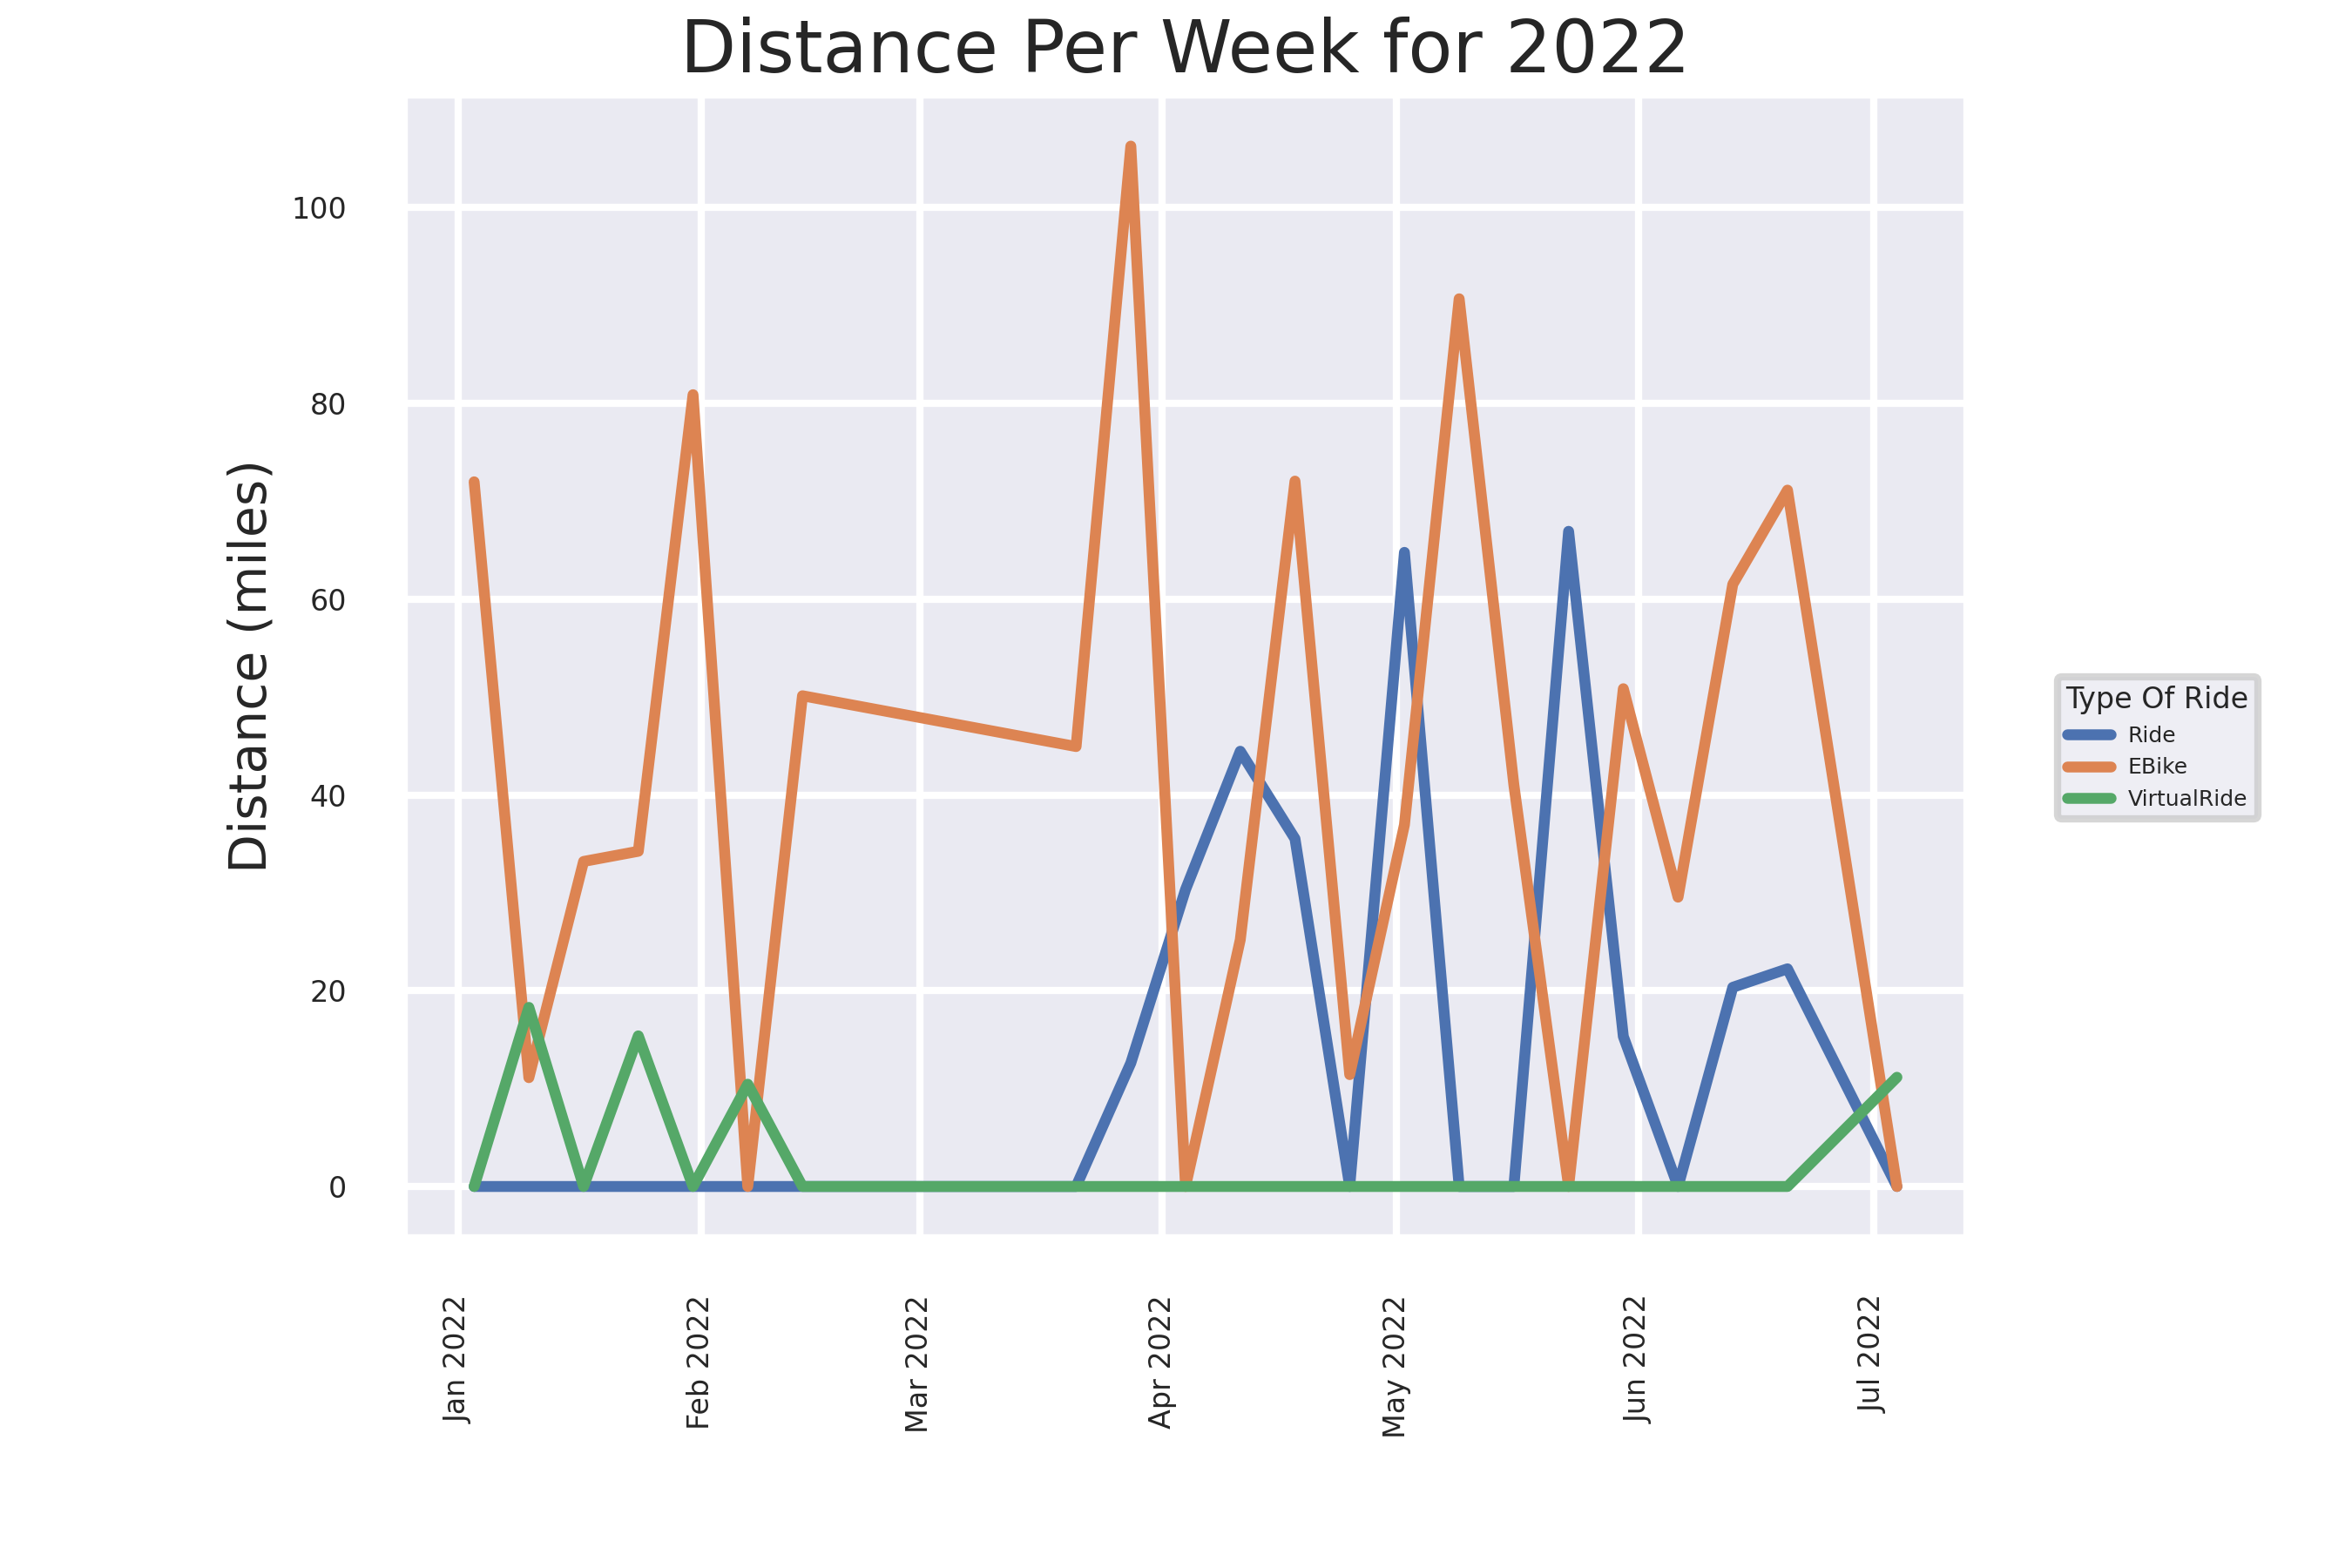 Distance Per Week for 2022
Distance (miles)
100
80
60
40
20
0
Jan 2022
Feb 2022
Mar 2022
Apr 2022
May 2022
Jun 2022
Jul 2022
Type Of Ride
Ride
EBike
VirtualRide